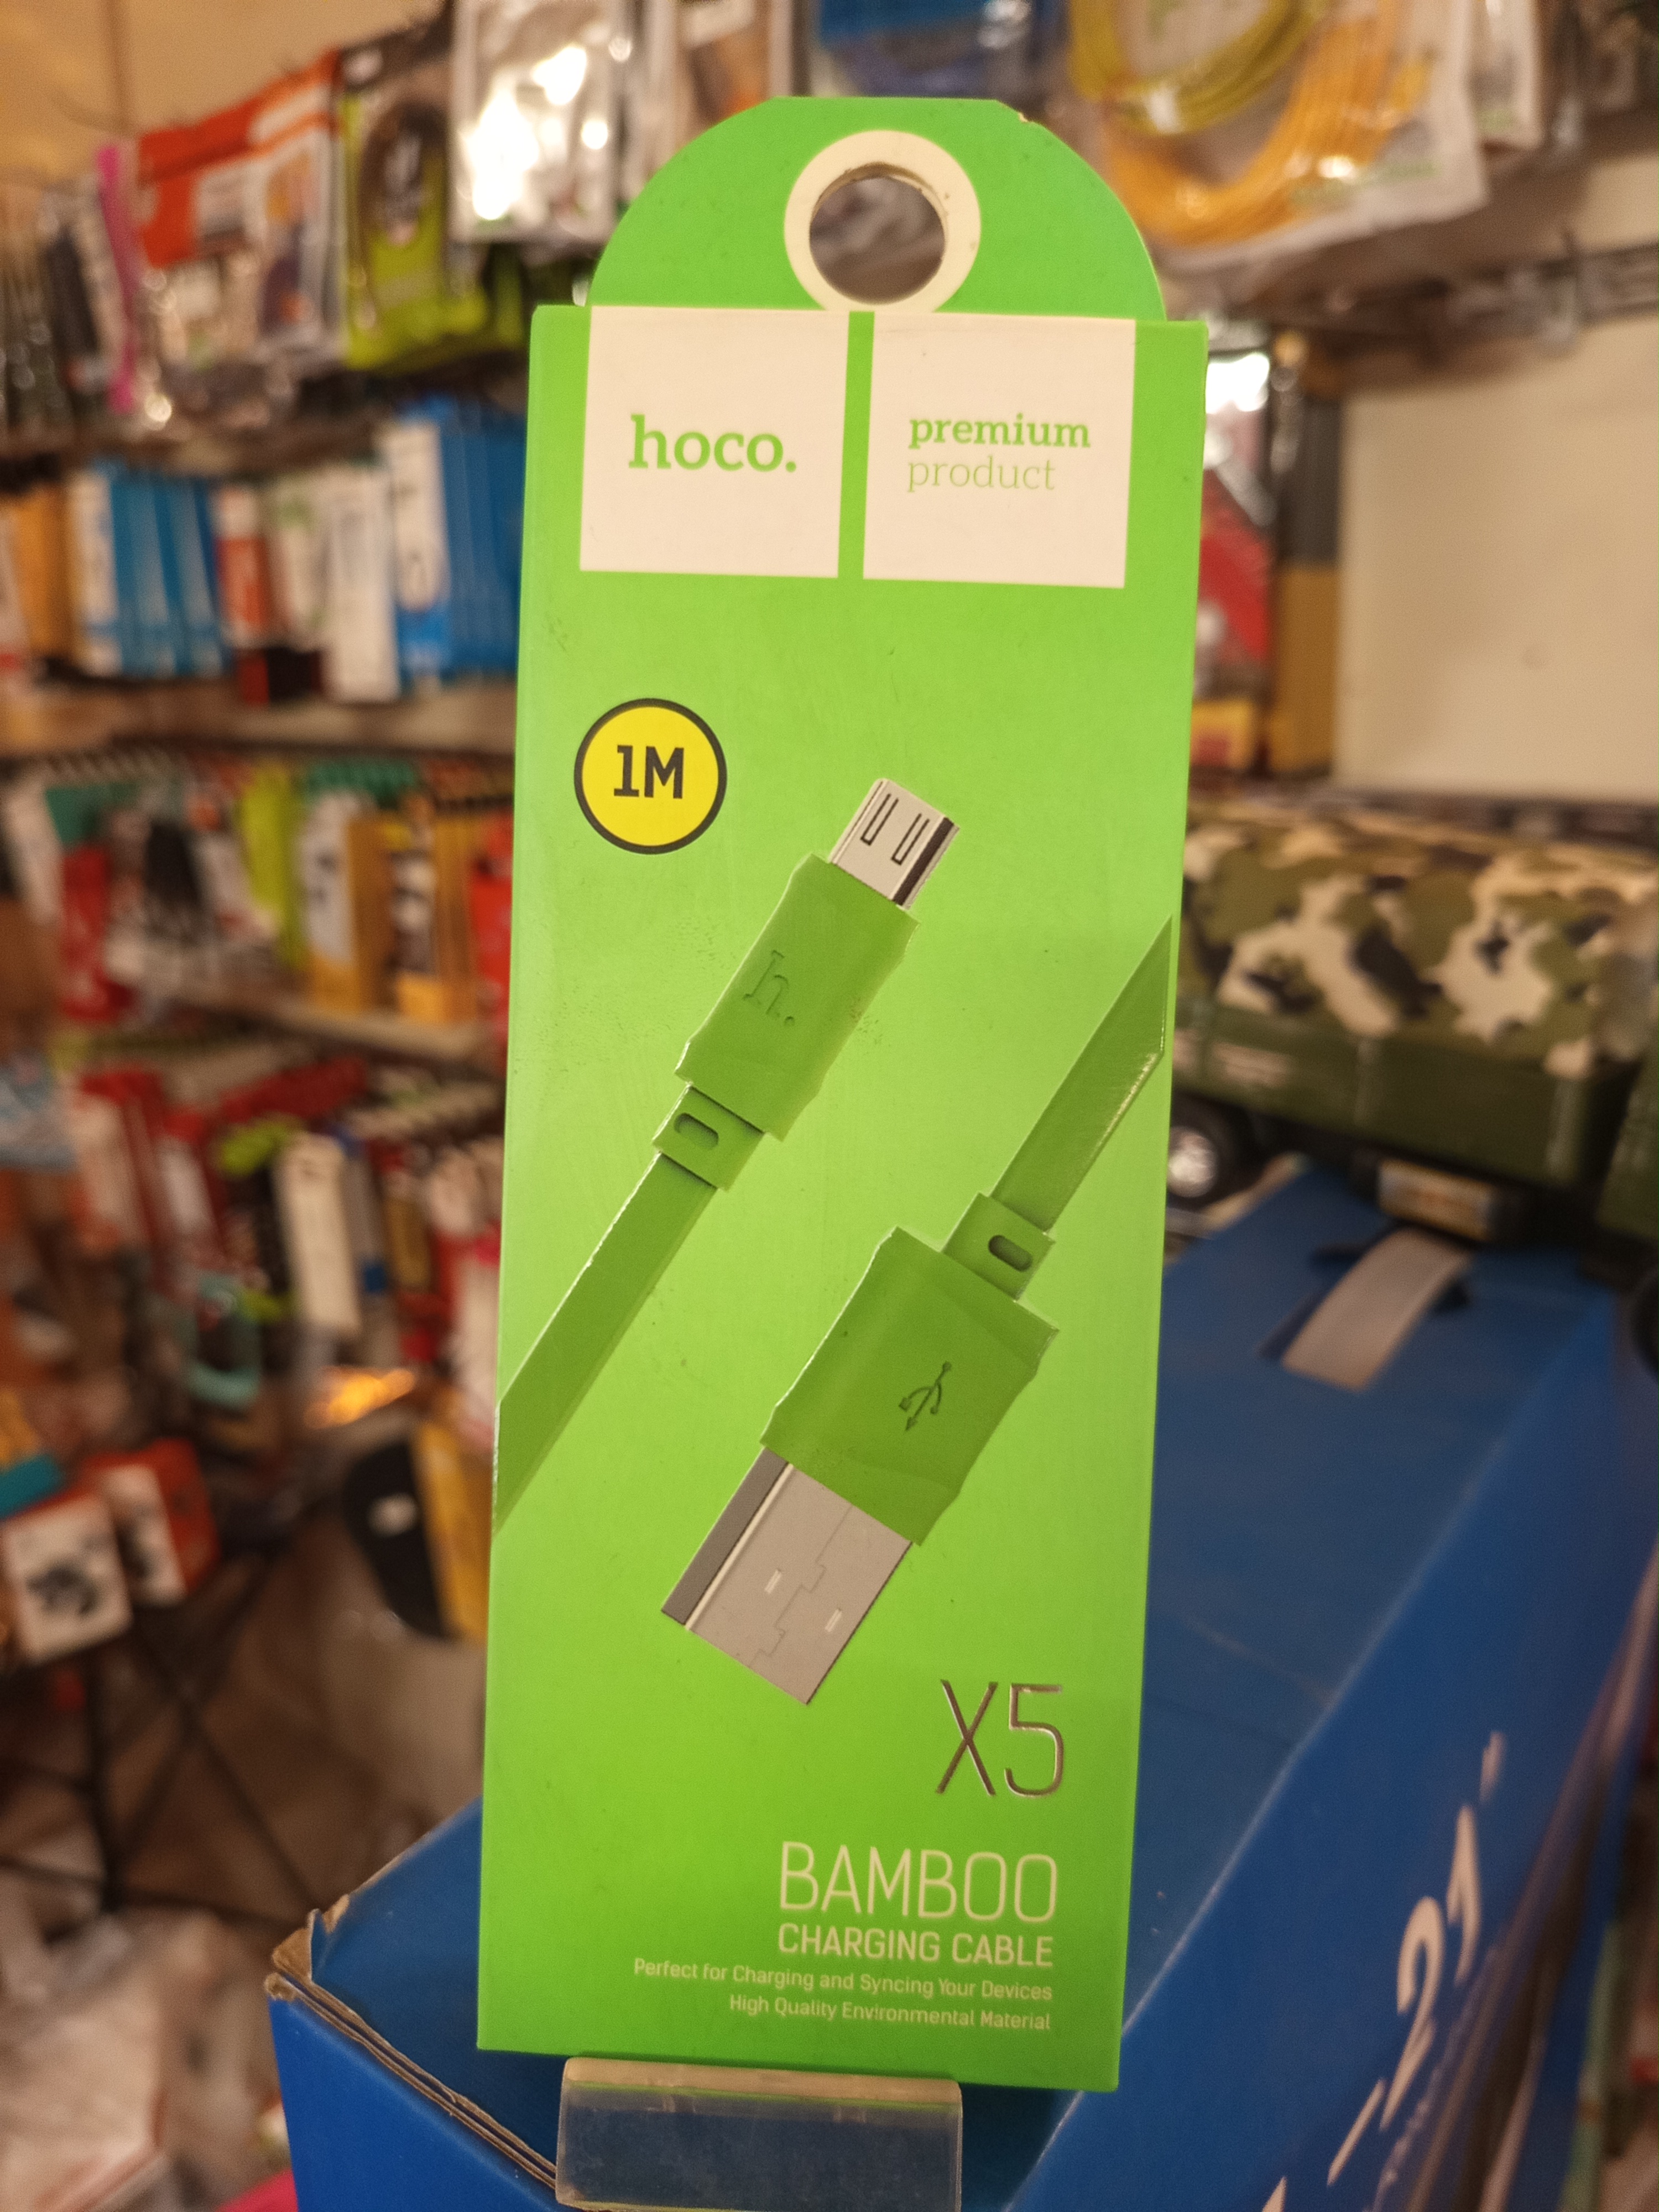 hoco.
premium
product
1M
h.
X5
BAMBOO
CHARGING CABLE
Perfect for Charging and Syncing Your Devices
High Quality Environmental Material